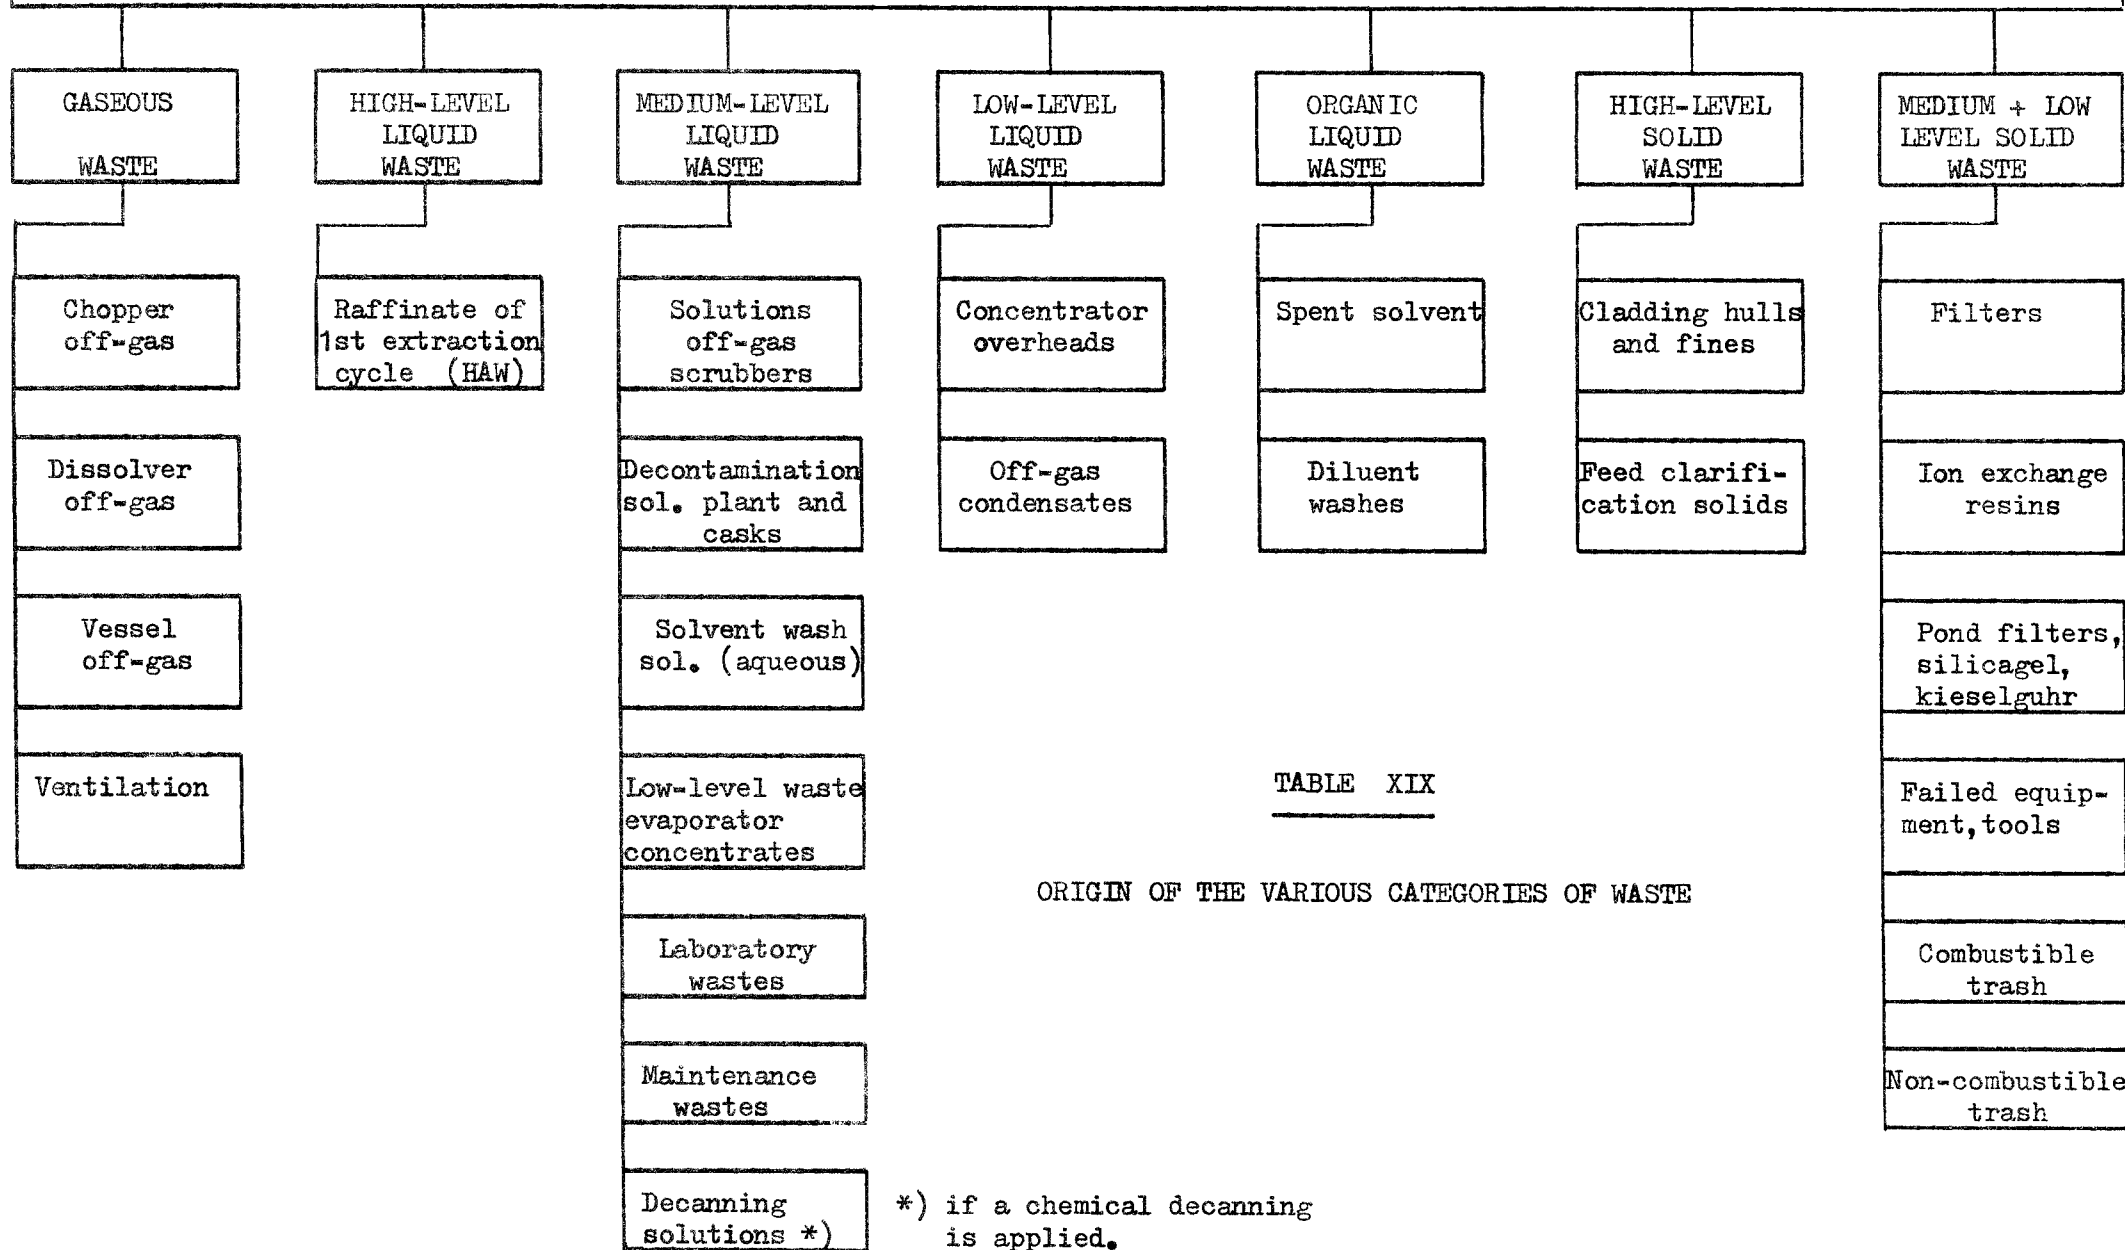 GASEOUS
WASTE
HIGH-LEVEL
LIQUID
WASTE
MEDIUM-LEVEL
LIQUID
WASTE
LOW-LEVEL
LIQUID
WASTE
ORGANIC
LIQUID
WASTE
HIGH-LEVEL
SOLID
WASTE
MEDIUM + LOW
LEVEL SOLID
WASTE
Chopper
off-gas
Dissolver
off-gas
Vessel
off-gas
Ventilation
Raffinate of
1st extraction
cycle (HAW)
Solutions
off-gas
scrubbers
Decontamination
sol. plant and
casks
Solvent wash
sol. (aqueous)
Low-level waste
evaporator
concentrates
Laboratory
wastes
Maintenance
wastes
Decanning
solutions *)
Concentrator
overheads
Off-gas
condensates
Spent solvent
Diluent
washes
Cladding hulls
and fines
Feed clarifi-
cation solids
Filters
Ion exchange
resins
Pond filters,
silicagel,
kieselguhr
Failed equip-
ment,tools
Combustible
trash
Non-combustible
trash
TABLE XIX
ORIGIN OF THE VARIOUS CATEGORIES OF WASTE
*) if a chemical decanning
is applied.